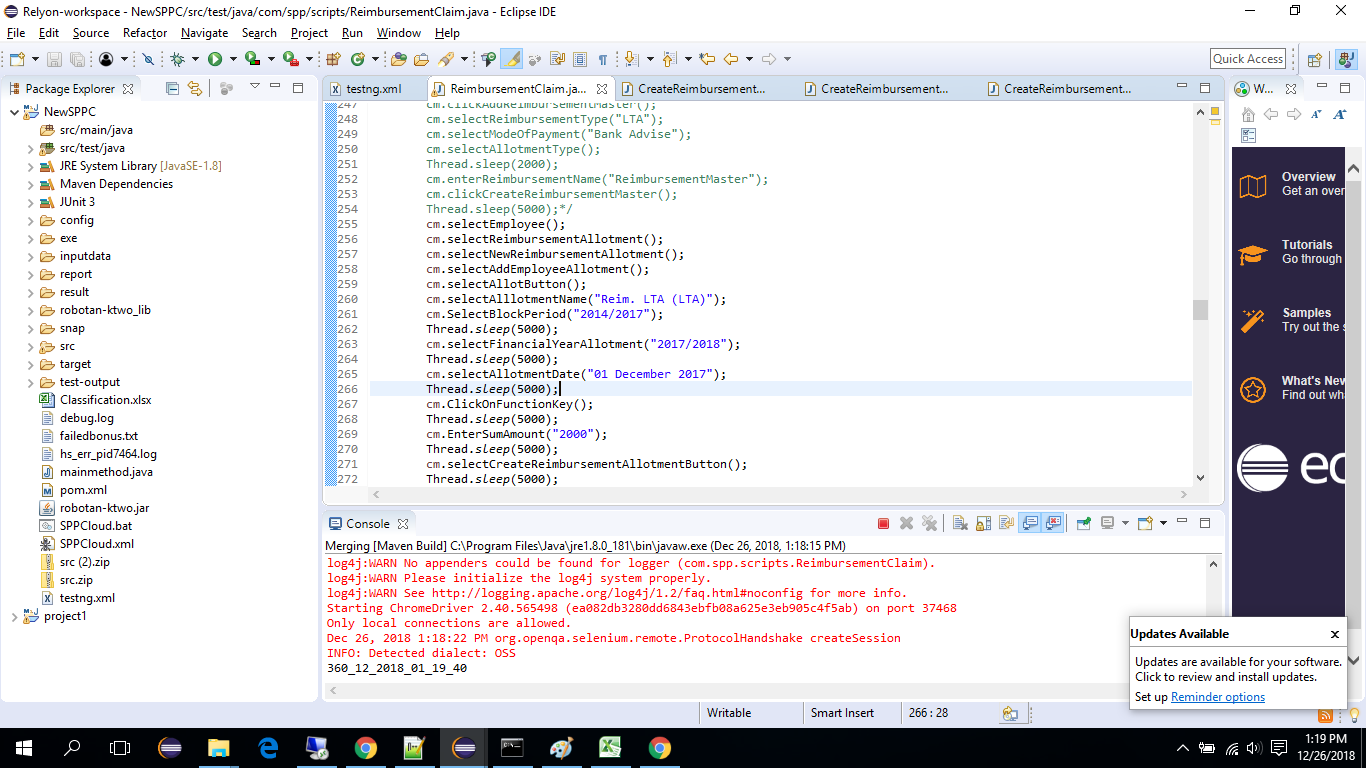 Relyon-workspace - NewSPPC/src/test/java/com/spp/scripts/ReimbursementClaim.java - Eclipse IDE
File Edit Source Refactor Navigate Search Project Run Window Help
Quick Access
Package Explorer
NewSPPC
src/main/java
src/test/java
JRE System Library [JavaSE-1.8]
Maven Dependencies
JUnit 3
config
exe
inputdata
report
result
robotan-ktwo_lib
snap
src
target
test-output
Classification.xlsx
debug.log
failedbonus.txt
hs_err_pid7464.log
mainmethod.java
pom.xml
robotan-ktwo.jar
SPPCloud.bat
SPPCloud.xml
src (2).zip
src.zip
testng.xml
project1
testng.xml ReimbursementClaim.ja... CreateReimbursement... CreateReimbursement... CreateReimbursement...
247 cm.clickAddReimbursementMaster();
248 cm.selectReimbursementType("LTA");
249 cm.selectModeOfPayment("Bank Advise");
250 cm.selectAllotmentType();
251 Thread.sleep(2000);
252 cm.enterReimbursementName("ReimbursementMaster");
253 cm.clickCreateReimbursementMaster();
254 Thread.sleep(5000);*/
255 cm.selectEmployee();
256 cm.selectReimbursementAllotment();
257 cm.selectNewReimbursementAllotment();
258 cm.selectAddEmployeeAllotment();
259 cm.selectAllotButton();
260 cm.selectAlllotmentName("Reim. LTA (LTA)");
261 cm.SelectBlockPeriod("2014/2017");
262 Thread.sleep(5000);
263 cm.selectFinancialYearAllotment("2017/2018");
264 Thread.sleep(5000);
265 cm.selectAllotmentDate("01 December 2017");
266 Thread.sleep(5000);
267 cm.ClickOnFunctionKey();
268 Thread.sleep(5000);
269 cm.EnterSumAmount("2000");
270 Thread.sleep(5000);
271 cm.selectCreateReimbursementAllotmentButton();
272 Thread.sleep(5000);
W...
Overview
Get an over
Tutorials
Go through
Samples
Try out the s
What's New
Find out wha
ec
Console
Merging [Maven Build] C:\Program Files\Java\jre1.8.0_181\bin\javaw.exe (Dec 26, 2018, 1:18:15 PM)
log4j:WARN No appenders could be found for logger (com.spp.scripts.ReimbursementClaim).
log4j:WARN Please initialize the log4j system properly.
log4j:WARN See http://logging.apache.org/log4j/1.2/faq.html#noconfig for more info.
Starting ChromeDriver 2.40.565498 (ea082db3280dd6843ebfb08a625e3eb905c4f5ab) on port 37468
Only local connections are allowed.
Dec 26, 2018 1:18:22 PM org.openqa.selenium.remote.ProtocolHandshake createSession
INFO: Detected dialect: OSS
360_12_2018_01_19_40
Updates Available
Updates are available for your software.
Click to review and install updates.
Set up Reminder options
Writable Smart Insert 266 : 28
1:19 PM
12/26/2018